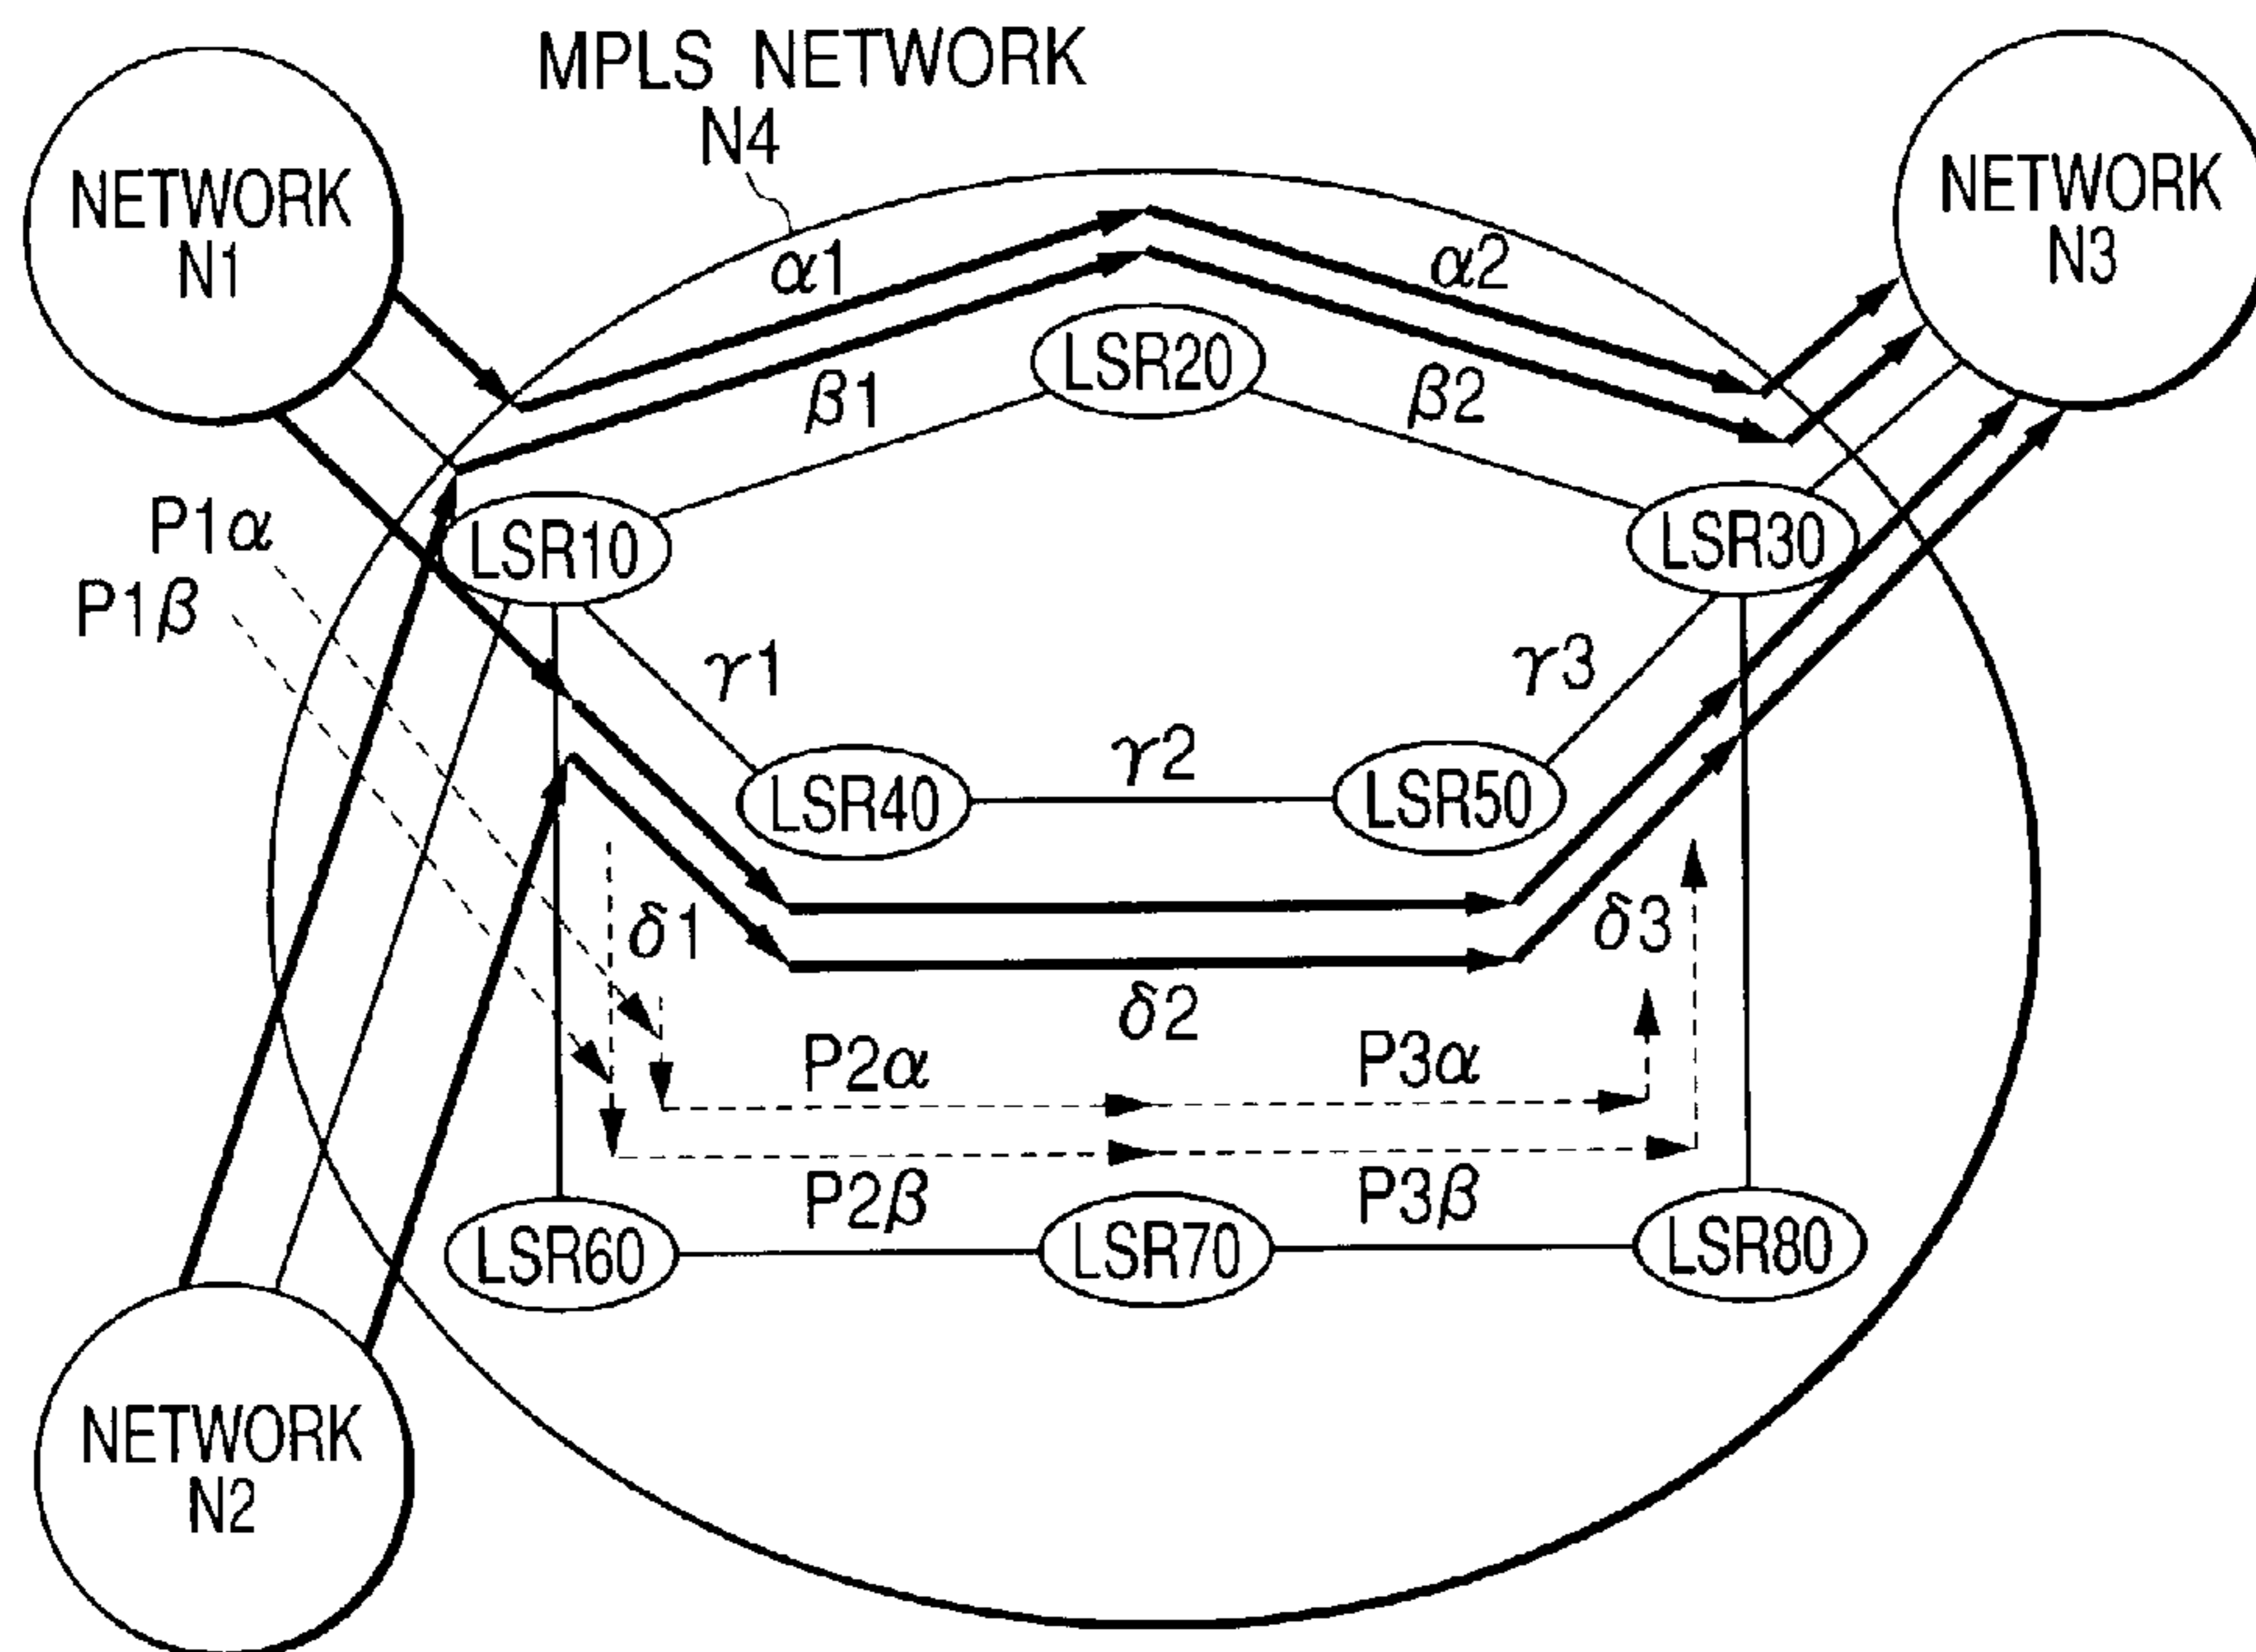 MPLS NETWORK
N4
NETWORK
N1
NETWORK
N3
α1
α2
β1
β2
LSR20
P1α
P1β
LSR10
LSR30
γ1
γ3
γ2
LSR40
LSR50
δ1
δ3
δ2
P2α
P3α
P2β
P3β
LSR60
LSR70
LSR80
NETWORK
N2